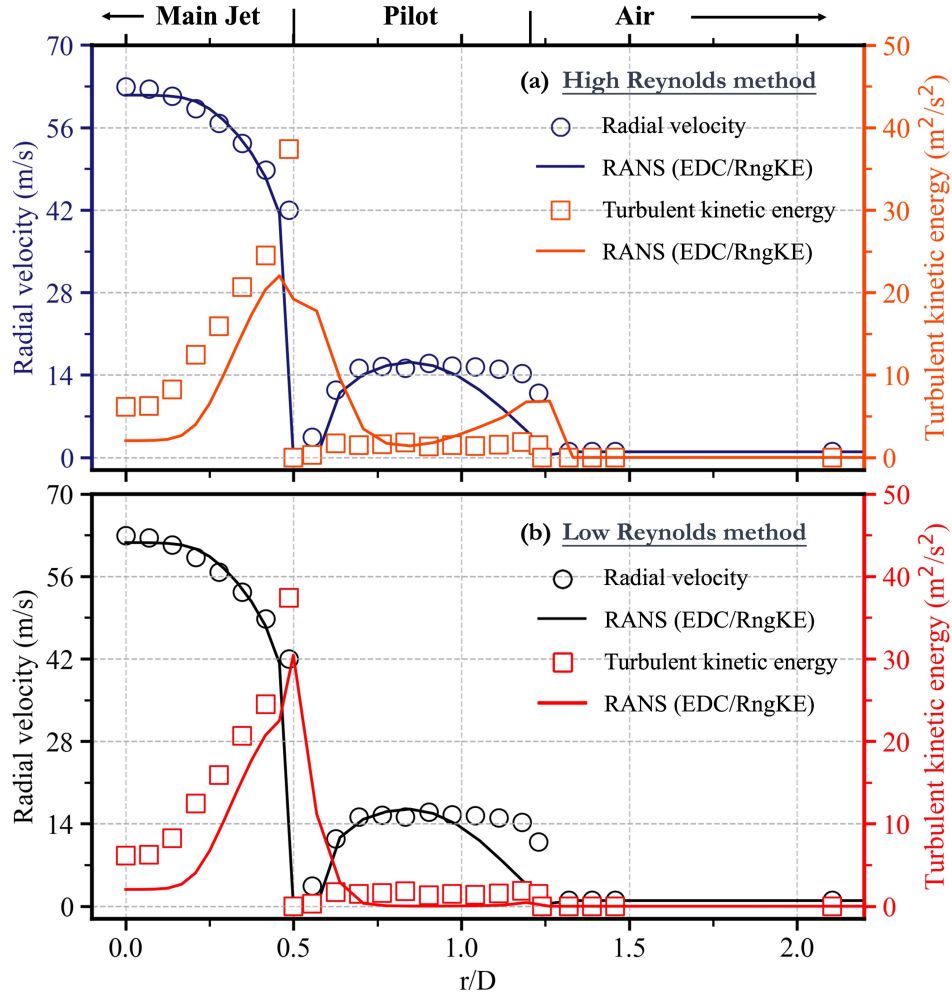 Main Jet Pilot Air
70 50
(a) High Reynolds method
Radial velocity
RANS (EDC/RngKE)
Turbulent kinetic energy
RANS (EDC/RngKE)
56 40
42 30
28 20
14 10
0 0
Radial velocity (m/s)
Turbulent kinetic energy (m²/s²)
70 50
(b) Low Reynolds method
Radial velocity
RANS (EDC/RngKE)
Turbulent kinetic energy
RANS (EDC/RngKE)
56 40
42 30
28 20
14 10
0 0
Radial velocity (m/s)
Turbulent kinetic energy (m²/s²)
0.0 0.5 1.0 1.5 2.0
r/D